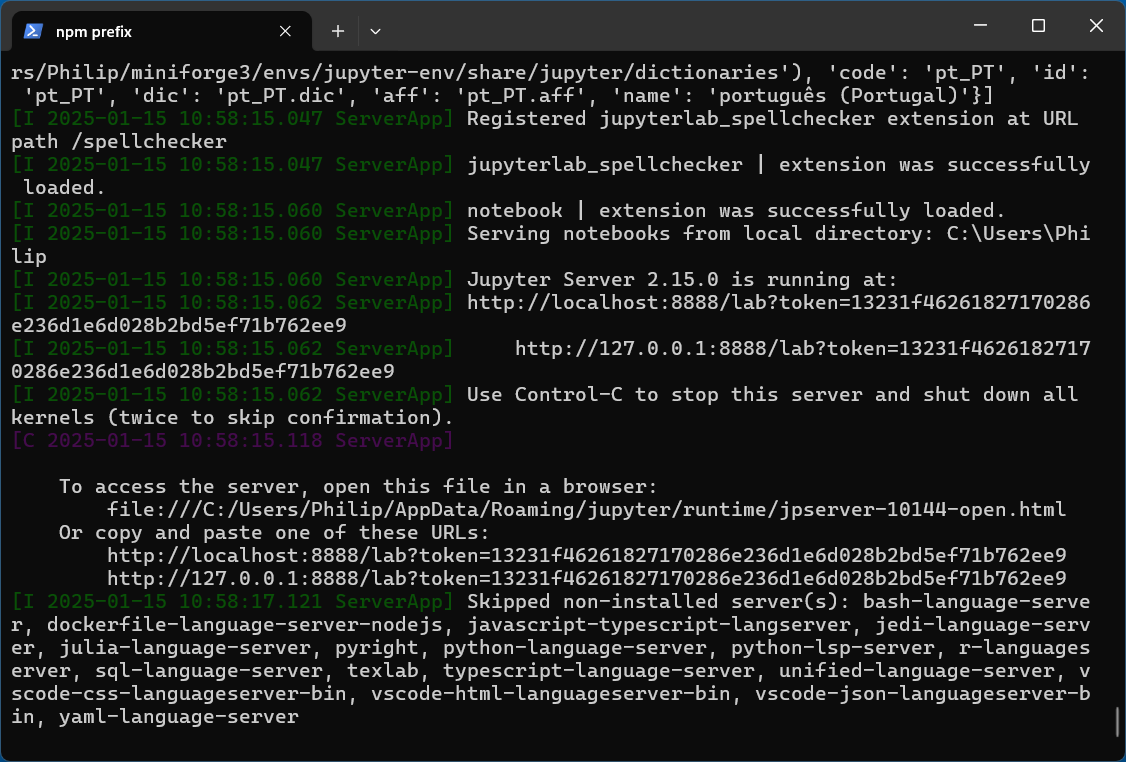 npm prefix
rs/Philip/miniforge3/envs/jupyter-env/share/jupyter/dictionaries'), 'code': 'pt_PT', 'id':
 'pt_PT', 'dic': 'pt_PT.dic', 'aff': 'pt_PT.aff', 'name': 'português (Portugal)'}]
[I 2025-01-15 10:58:15.047 ServerApp] Registered jupyterlab_spellchecker extension at URL
path /spellchecker
[I 2025-01-15 10:58:15.047 ServerApp] jupyterlab_spellchecker | extension was successfully
 loaded.
[I 2025-01-15 10:58:15.060 ServerApp] notebook | extension was successfully loaded.
[I 2025-01-15 10:58:15.060 ServerApp] Serving notebooks from local directory: C:\Users\Phi
lip
[I 2025-01-15 10:58:15.060 ServerApp] Jupyter Server 2.15.0 is running at:
[I 2025-01-15 10:58:15.062 ServerApp] http://localhost:8888/lab?token=13231f46261827170286
e236d1e6d028b2bd5ef71b762ee9
[I 2025-01-15 10:58:15.062 ServerApp]     http://127.0.0.1:8888/lab?token=13231f4626182717
0286e236d1e6d028b2bd5ef71b762ee9
[I 2025-01-15 10:58:15.062 ServerApp] Use Control-C to stop this server and shut down all
kernels (twice to skip confirmation).
[C 2025-01-15 10:58:15.118 ServerApp]
    To access the server, open this file in a browser:
        file:///C:/Users/Philip/AppData/Roaming/jupyter/runtime/jpserver-10144-open.html
    Or copy and paste one of these URLs:
        http://localhost:8888/lab?token=13231f46261827170286e236d1e6d028b2bd5ef71b762ee9
        http://127.0.0.1:8888/lab?token=13231f46261827170286e236d1e6d028b2bd5ef71b762ee9
[I 2025-01-15 10:58:17.121 ServerApp] Skipped non-installed server(s): bash-language-serve
r, dockerfile-language-server-nodejs, javascript-typescript-langserver, jedi-language-serv
er, julia-language-server, pyright, python-language-server, python-lsp-server, r-languages
erver, sql-language-server, texlab, typescript-language-server, unified-language-server, v
scode-css-languageserver-bin, vscode-html-languageserver-bin, vscode-json-languageserver-b
in, yaml-language-server